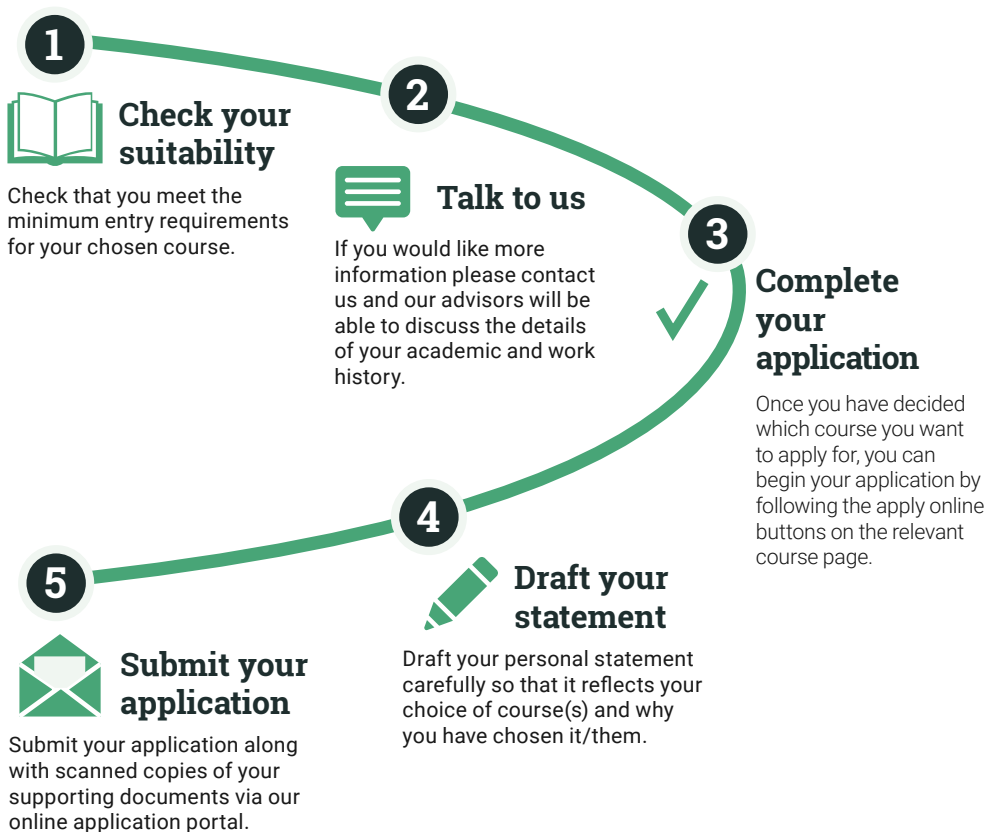 1
Check your
suitability
Check that you meet the
minimum entry requirements
for your chosen course.
2
Talk to us
If you would like more
information please contact
us and our advisors will be
able to discuss the details
of your academic and work
history.
3
Complete
your
application
Once you have decided
which course you want
to apply for, you can
begin your application by
following the apply online
buttons on the relevant
course page.
4
Draft your
statement
Draft your personal statement
carefully so that it reflects your
choice of course(s) and why
you have chosen it/them.
5
Submit your
application
Submit your application along
with scanned copies of your
supporting documents via our
online application portal.